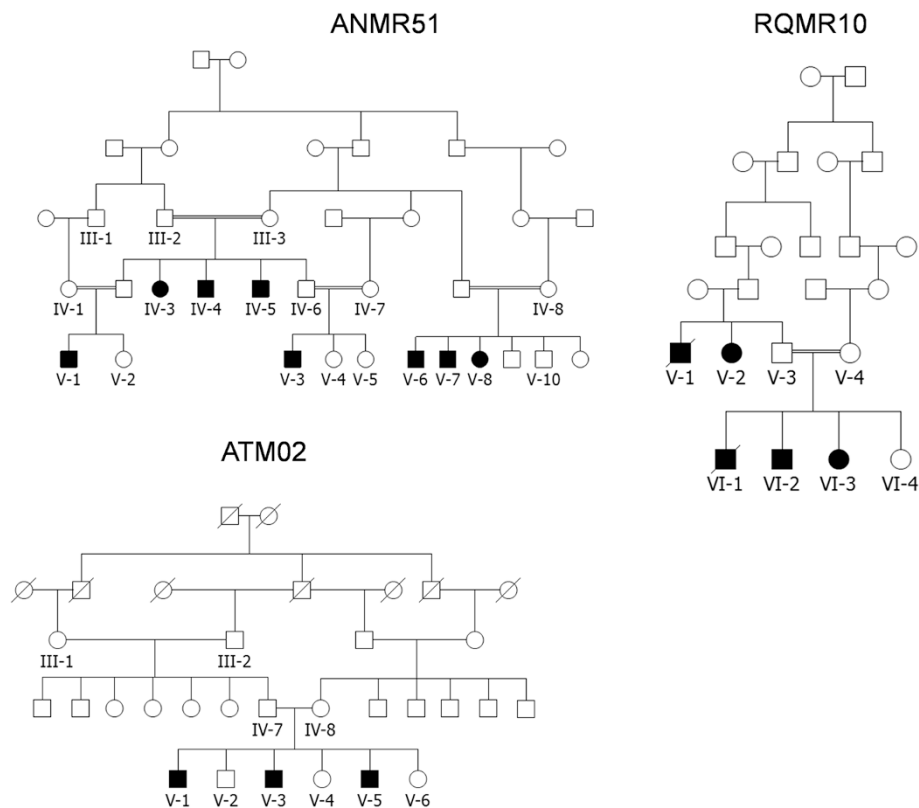 ANMR51
III-1 III-2 III-3
IV-1 IV-3 IV-4 IV-5 IV-6 IV-7 IV-8
V-1 V-2 V-3 V-4 V-5 V-6 V-7 V-8 V-10
RQMR10
V-1 V-2 V-3 V-4
VI-1 VI-2 VI-3 VI-4
ATM02
III-1 III-2
IV-7 IV-8
V-1 V-2 V-3 V-4 V-5 V-6